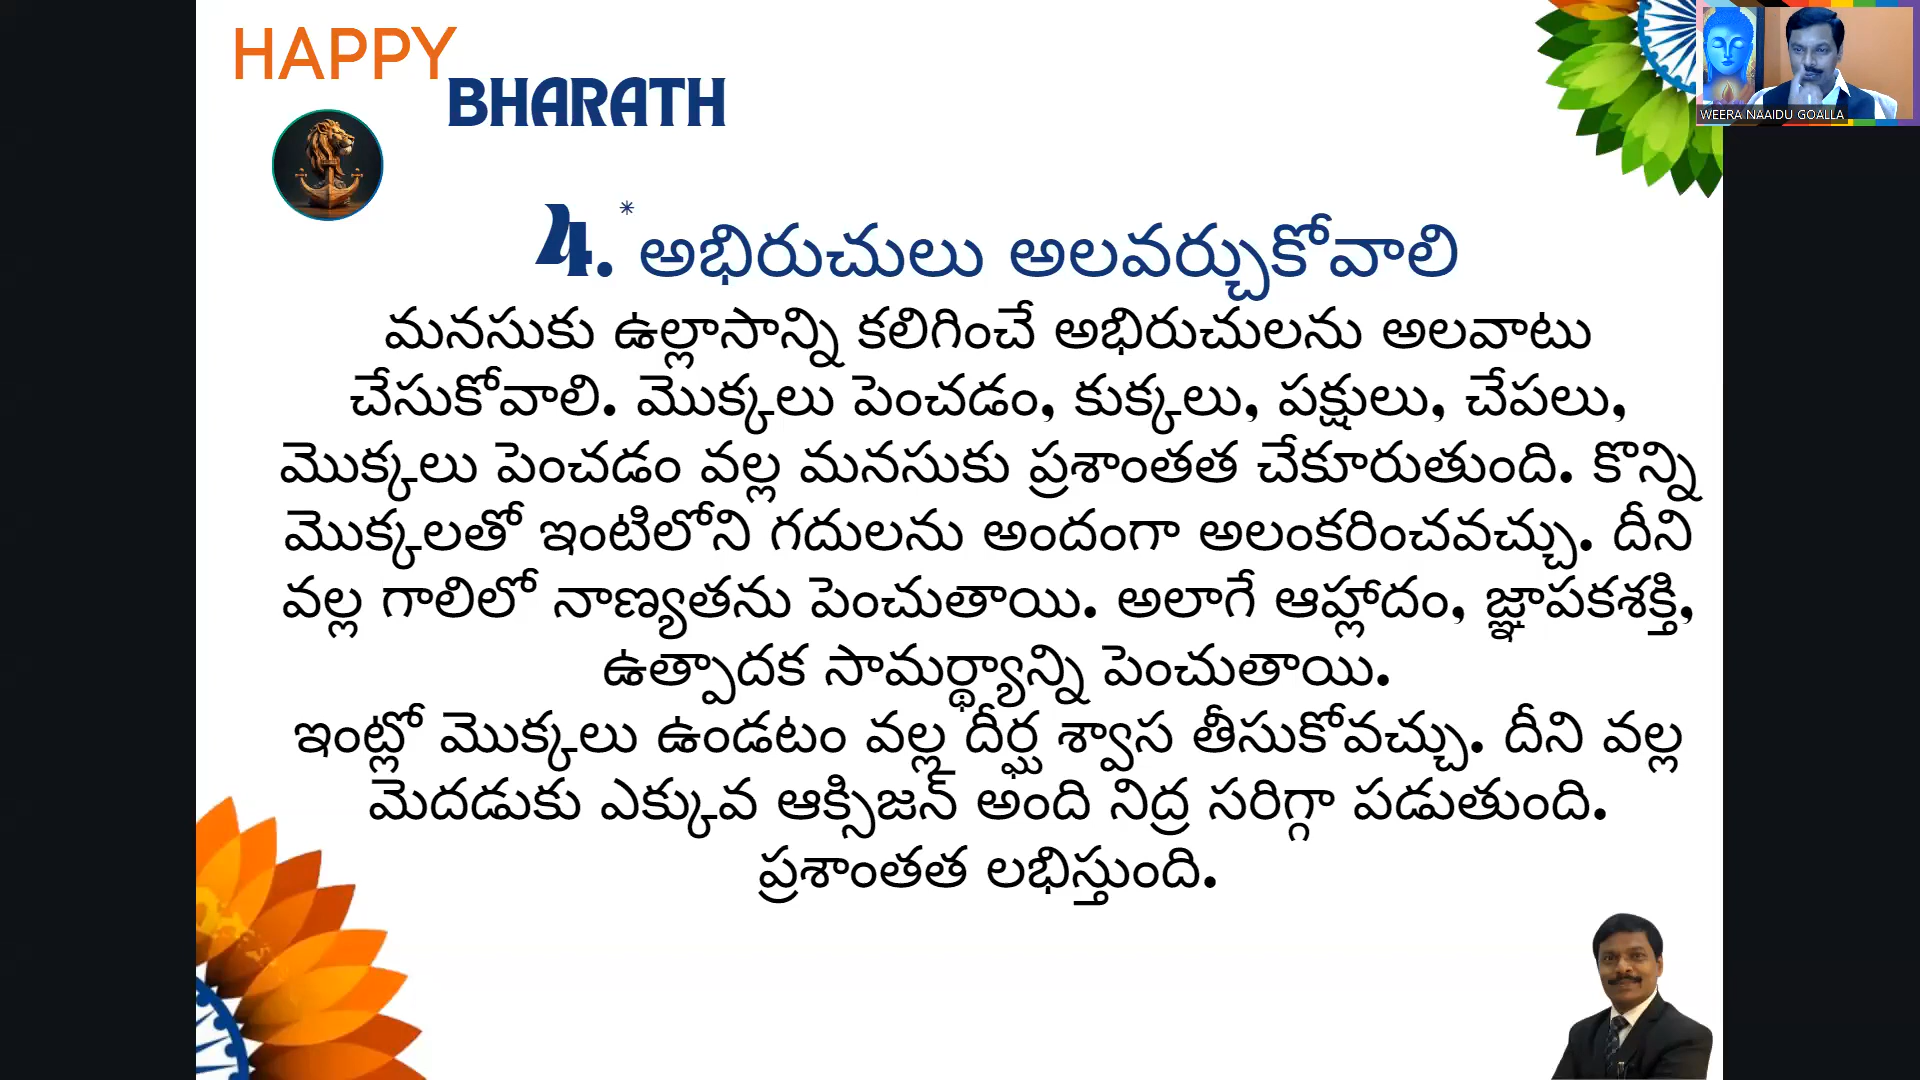 HAPPY
BHARATH
WEERA NAAIDU GOALLA
4.* అభిరుచులు అలవర్చుకోవాలి
మనసుకు ఉల్లాసాన్ని కలిగించే అభిరుచులను అలవాటు
చేసుకోవాలి. మొక్కలు పెంచడం, కుక్కలు, పక్షులు, చేపలు,
మొక్కలు పెంచడం వల్ల మనసుకు ప్రశాంతత చేకూరుతుంది. కొన్ని
మొక్కలతో ఇంటిలోని గదులను అందంగా అలంకరించవచ్చు. దీని
వల్ల గాలిలో నాణ్యతను పెంచుతాయి. అలాగే ఆహ్లాదం, జ్ఞాపకశక్తి,
ఉత్పాదక సామర్థ్యాన్ని పెంచుతాయి.
ఇంట్లో మొక్కలు ఉండటం వల్ల దీర్ఘ శ్వాస తీసుకోవచ్చు. దీని వల్ల
మెదడుకు ఎక్కువ ఆక్సిజన్ అంది నిద్ర సరిగ్గా పడుతుంది.
ప్రశాంతత లభిస్తుంది.